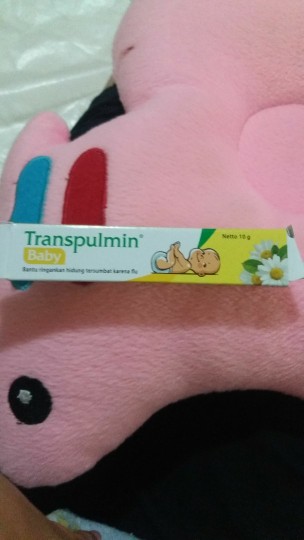 Transpulmin®
Baby
Bantu ringankan hidung tersumbat karena flu
Netto 10 g